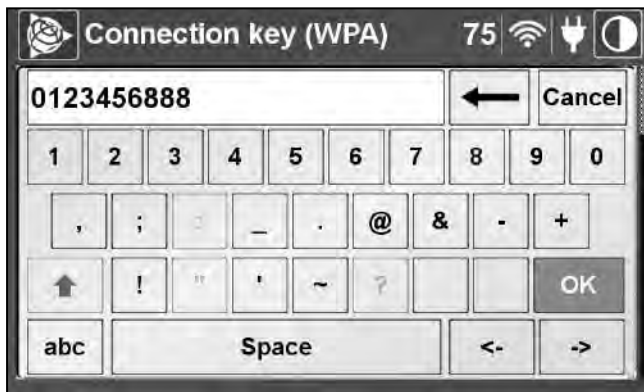 Connection key (WPA) 75
0123456888 Cancel
1 2 3 4 5 6 7 8 9 0
, ; : _ . @ & - +
! " ' ~ ? OK
abc Space <- ->